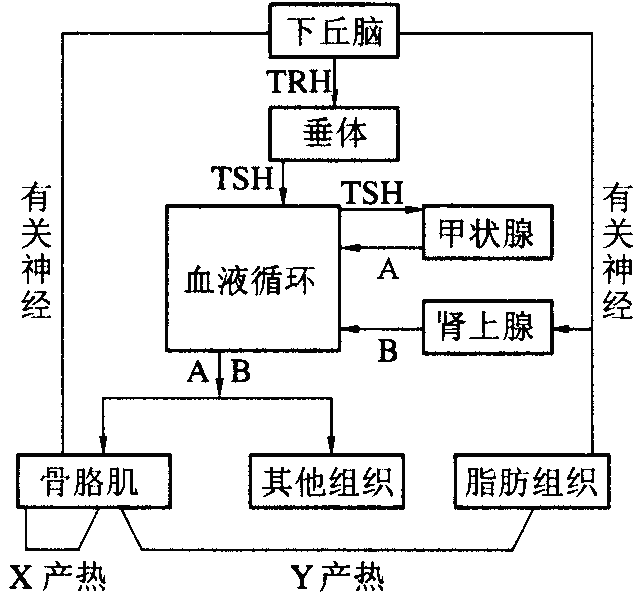 下丘脑
TRH
垂体
TSH
TSH
甲状腺
A
血液循环
肾上腺
B
有关神经
有关神经
A B
骨胳肌
其他组织
脂肪组织
X 产热
Y 产热